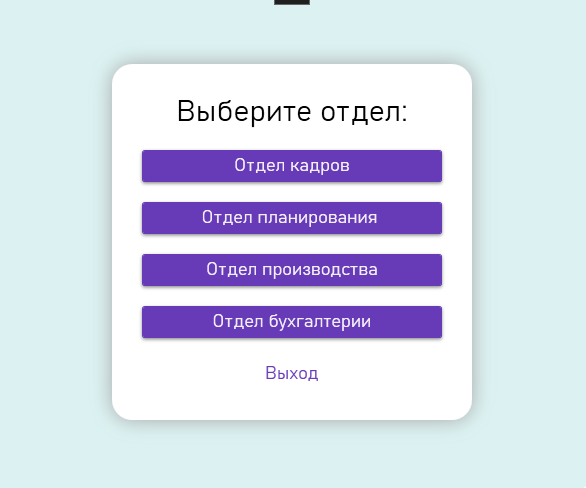 Выберите отдел:
Отдел кадров
Отдел планирования
Отдел производства
Отдел бухгалтерии
Выход